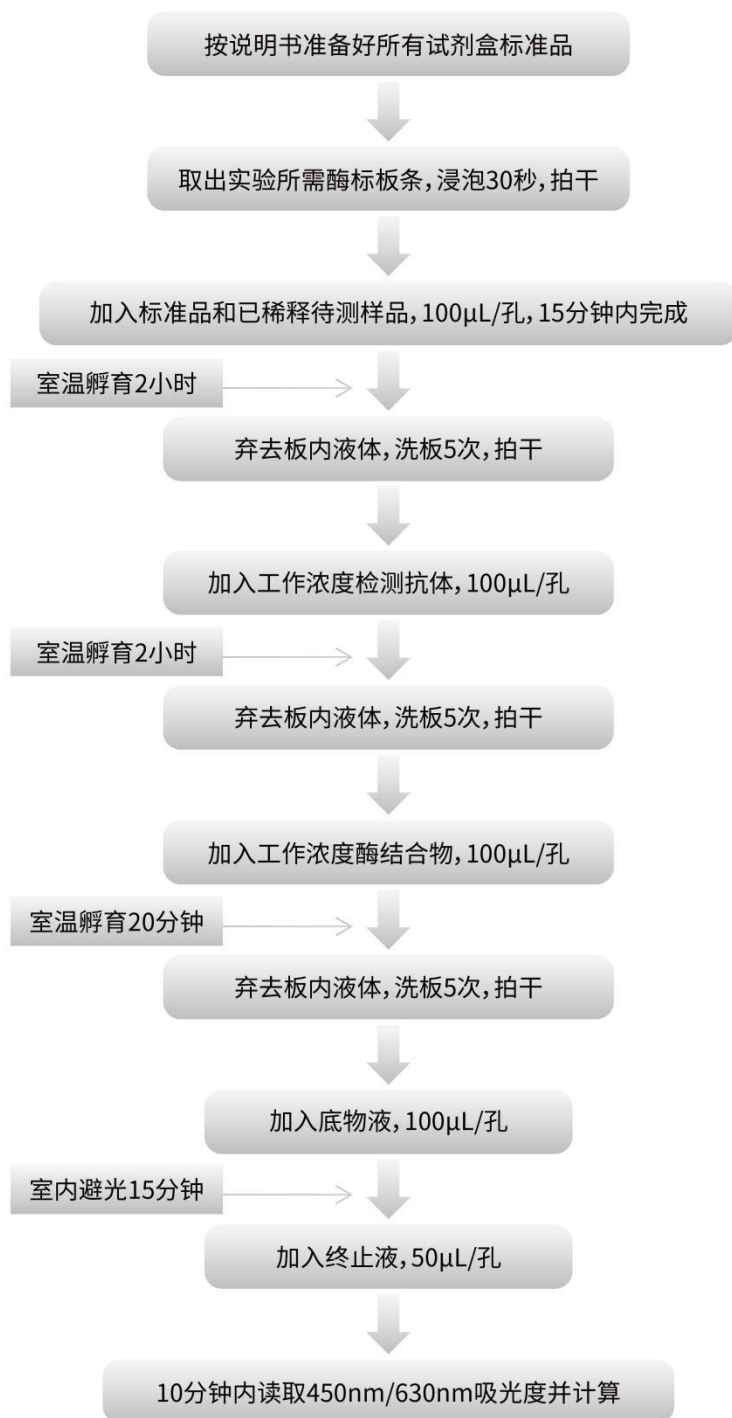 按说明书准备好所有试剂盒标准品
取出实验所需酶标板条，浸泡30秒，拍干
加入标准品和已稀释待测样品，100μL/孔，15分钟内完成
室温孵育2小时
弃去板内液体，洗板5次，拍干
加入工作浓度检测抗体，100μL/孔
室温孵育2小时
弃去板内液体，洗板5次，拍干
加入工作浓度酶结合物，100μL/孔
室温孵育20分钟
弃去板内液体，洗板5次，拍干
加入底物液，100μL/孔
室内避光15分钟
加入终止液，50μL/孔
10分钟内读取450nm/630nm吸光度并计算